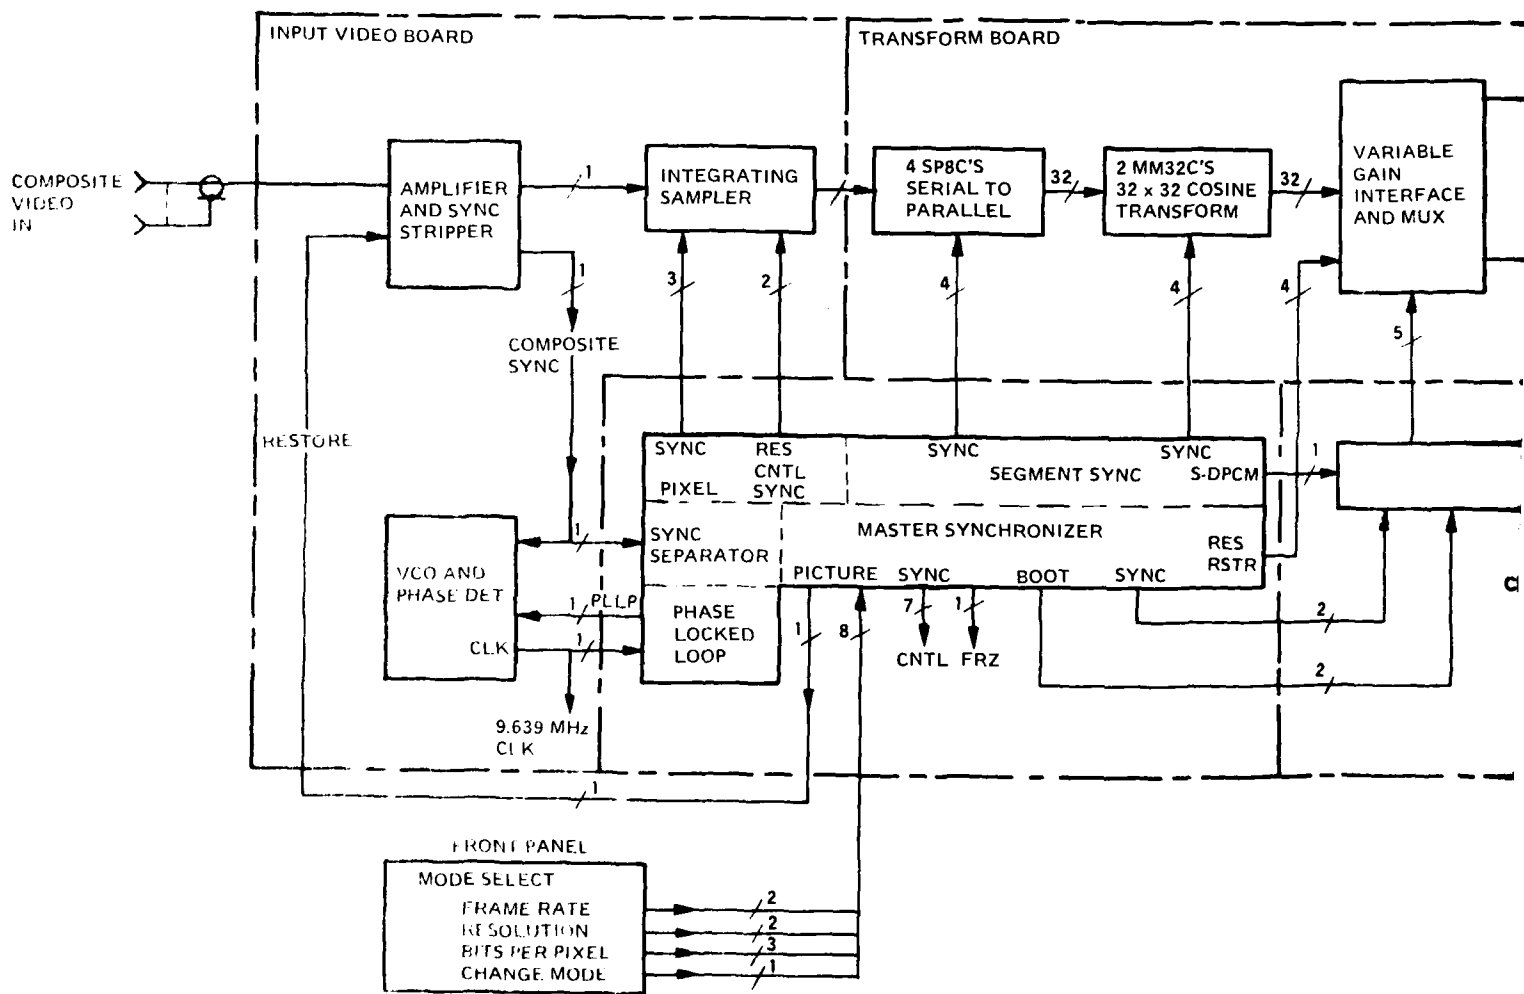 INPUT VIDEO BOARD
TRANSFORM BOARD
COMPOSITE
VIDEO
IN
AMPLIFIER
AND SYNC
STRIPPER
1
INTEGRATING
SAMPLER
4 SP8C'S
SERIAL TO
PARALLEL
32
2 MM32C'S
32 x 32 COSINE
TRANSFORM
32
VARIABLE
GAIN
INTERFACE
AND MUX
1
3
2
4
4
4
5
COMPOSITE
SYNC
RESTORE
SYNC
RES
CNTL
SYNC
PIXEL
SYNC
SEGMENT SYNC
SYNC
S-DPCM
1
1
SYNC
SEPARATOR
MASTER SYNCHRONIZER
RES
RSTR
VCO AND
PHASE DET
CLK
1
PLLP
1
PHASE
LOCKED
LOOP
PICTURE
SYNC
BOOT
SYNC
1
8
7
1
CNTL
FRZ
2
2
9.639 MHz
CLK
1
FRONT PANEL
MODE SELECT
FRAME RATE
2
RESOLUTION
2
BITS PER PIXEL
3
CHANGE MODE
1